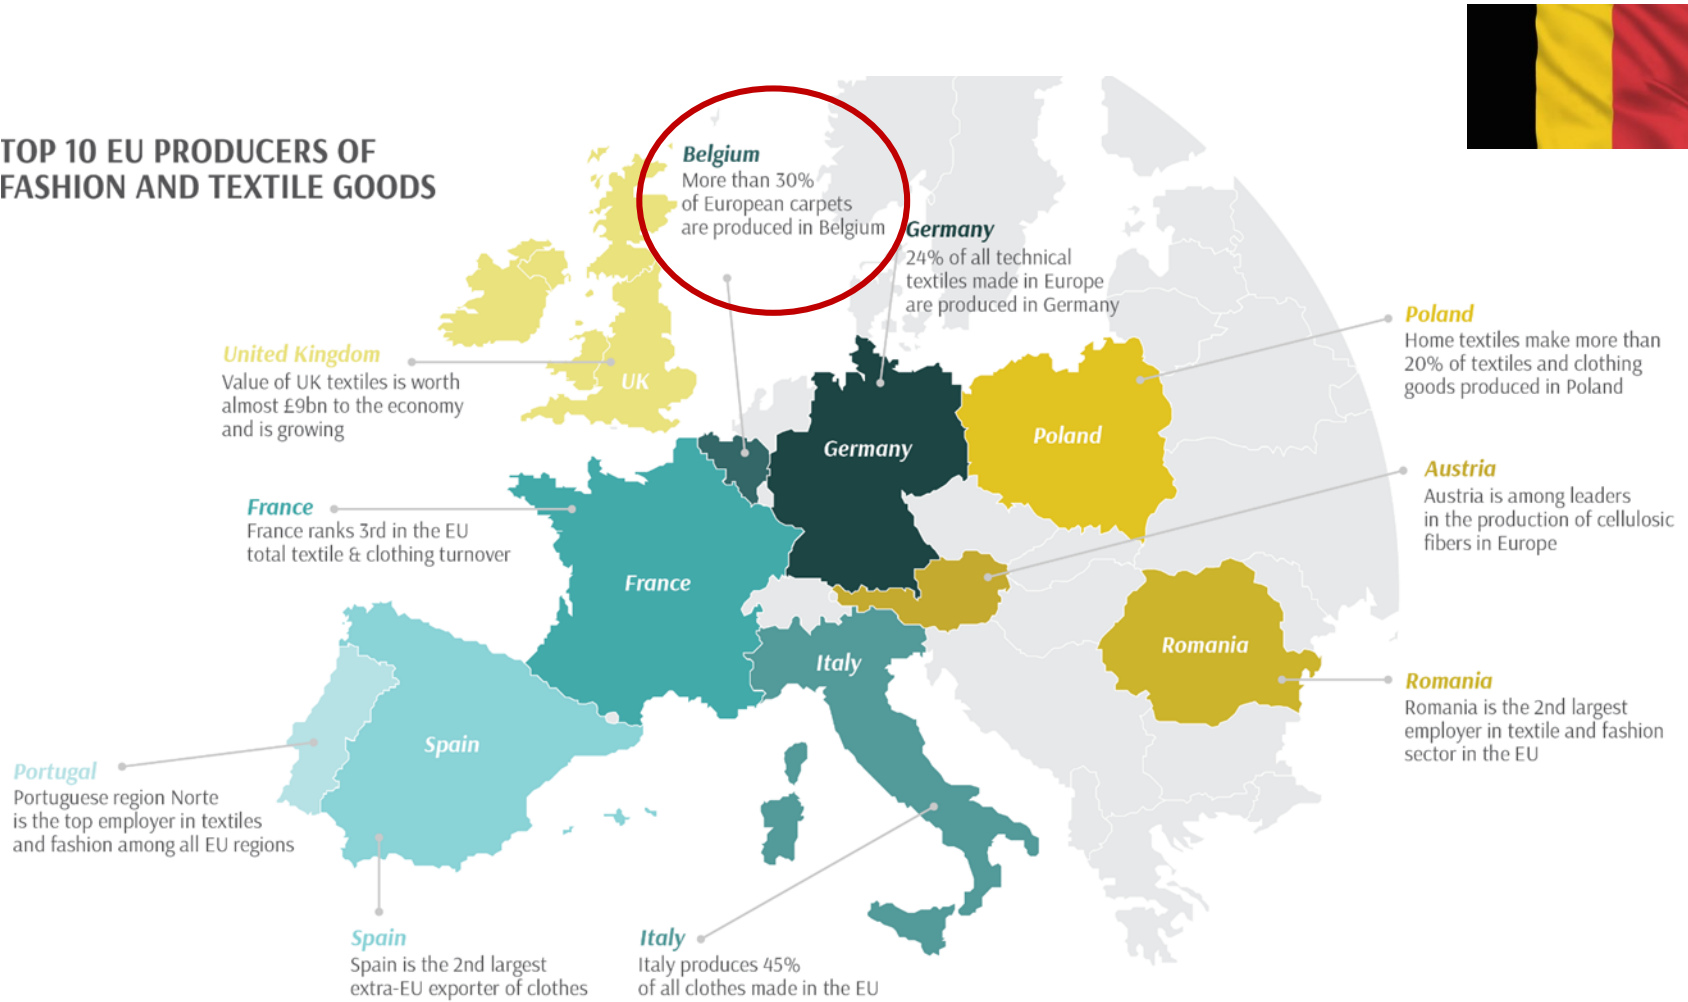 TOP 10 EU PRODUCERS OF
FASHION AND TEXTILE GOODS
Belgium
More than 30%
of European carpets
are produced in Belgium
Germany
24% of all technical
textiles made in Europe
are produced in Germany
Poland
Home textiles make more than
20% of textiles and clothing
goods produced in Poland
United Kingdom
Value of UK textiles is worth
almost £9bn to the economy
and is growing
UK
Germany
Poland
Austria
Austria is among leaders
in the production of cellulosic
fibers in Europe
France
France ranks 3rd in the EU
total textile & clothing turnover
France
Italy
Romania
Romania
Romania is the 2nd largest
employer in textile and fashion
sector in the EU
Spain
Portugal
Portuguese region Norte
is the top employer in textiles
and fashion among all EU regions
Spain
Spain is the 2nd largest
extra-EU exporter of clothes
Italy
Italy produces 45%
of all clothes made in the EU